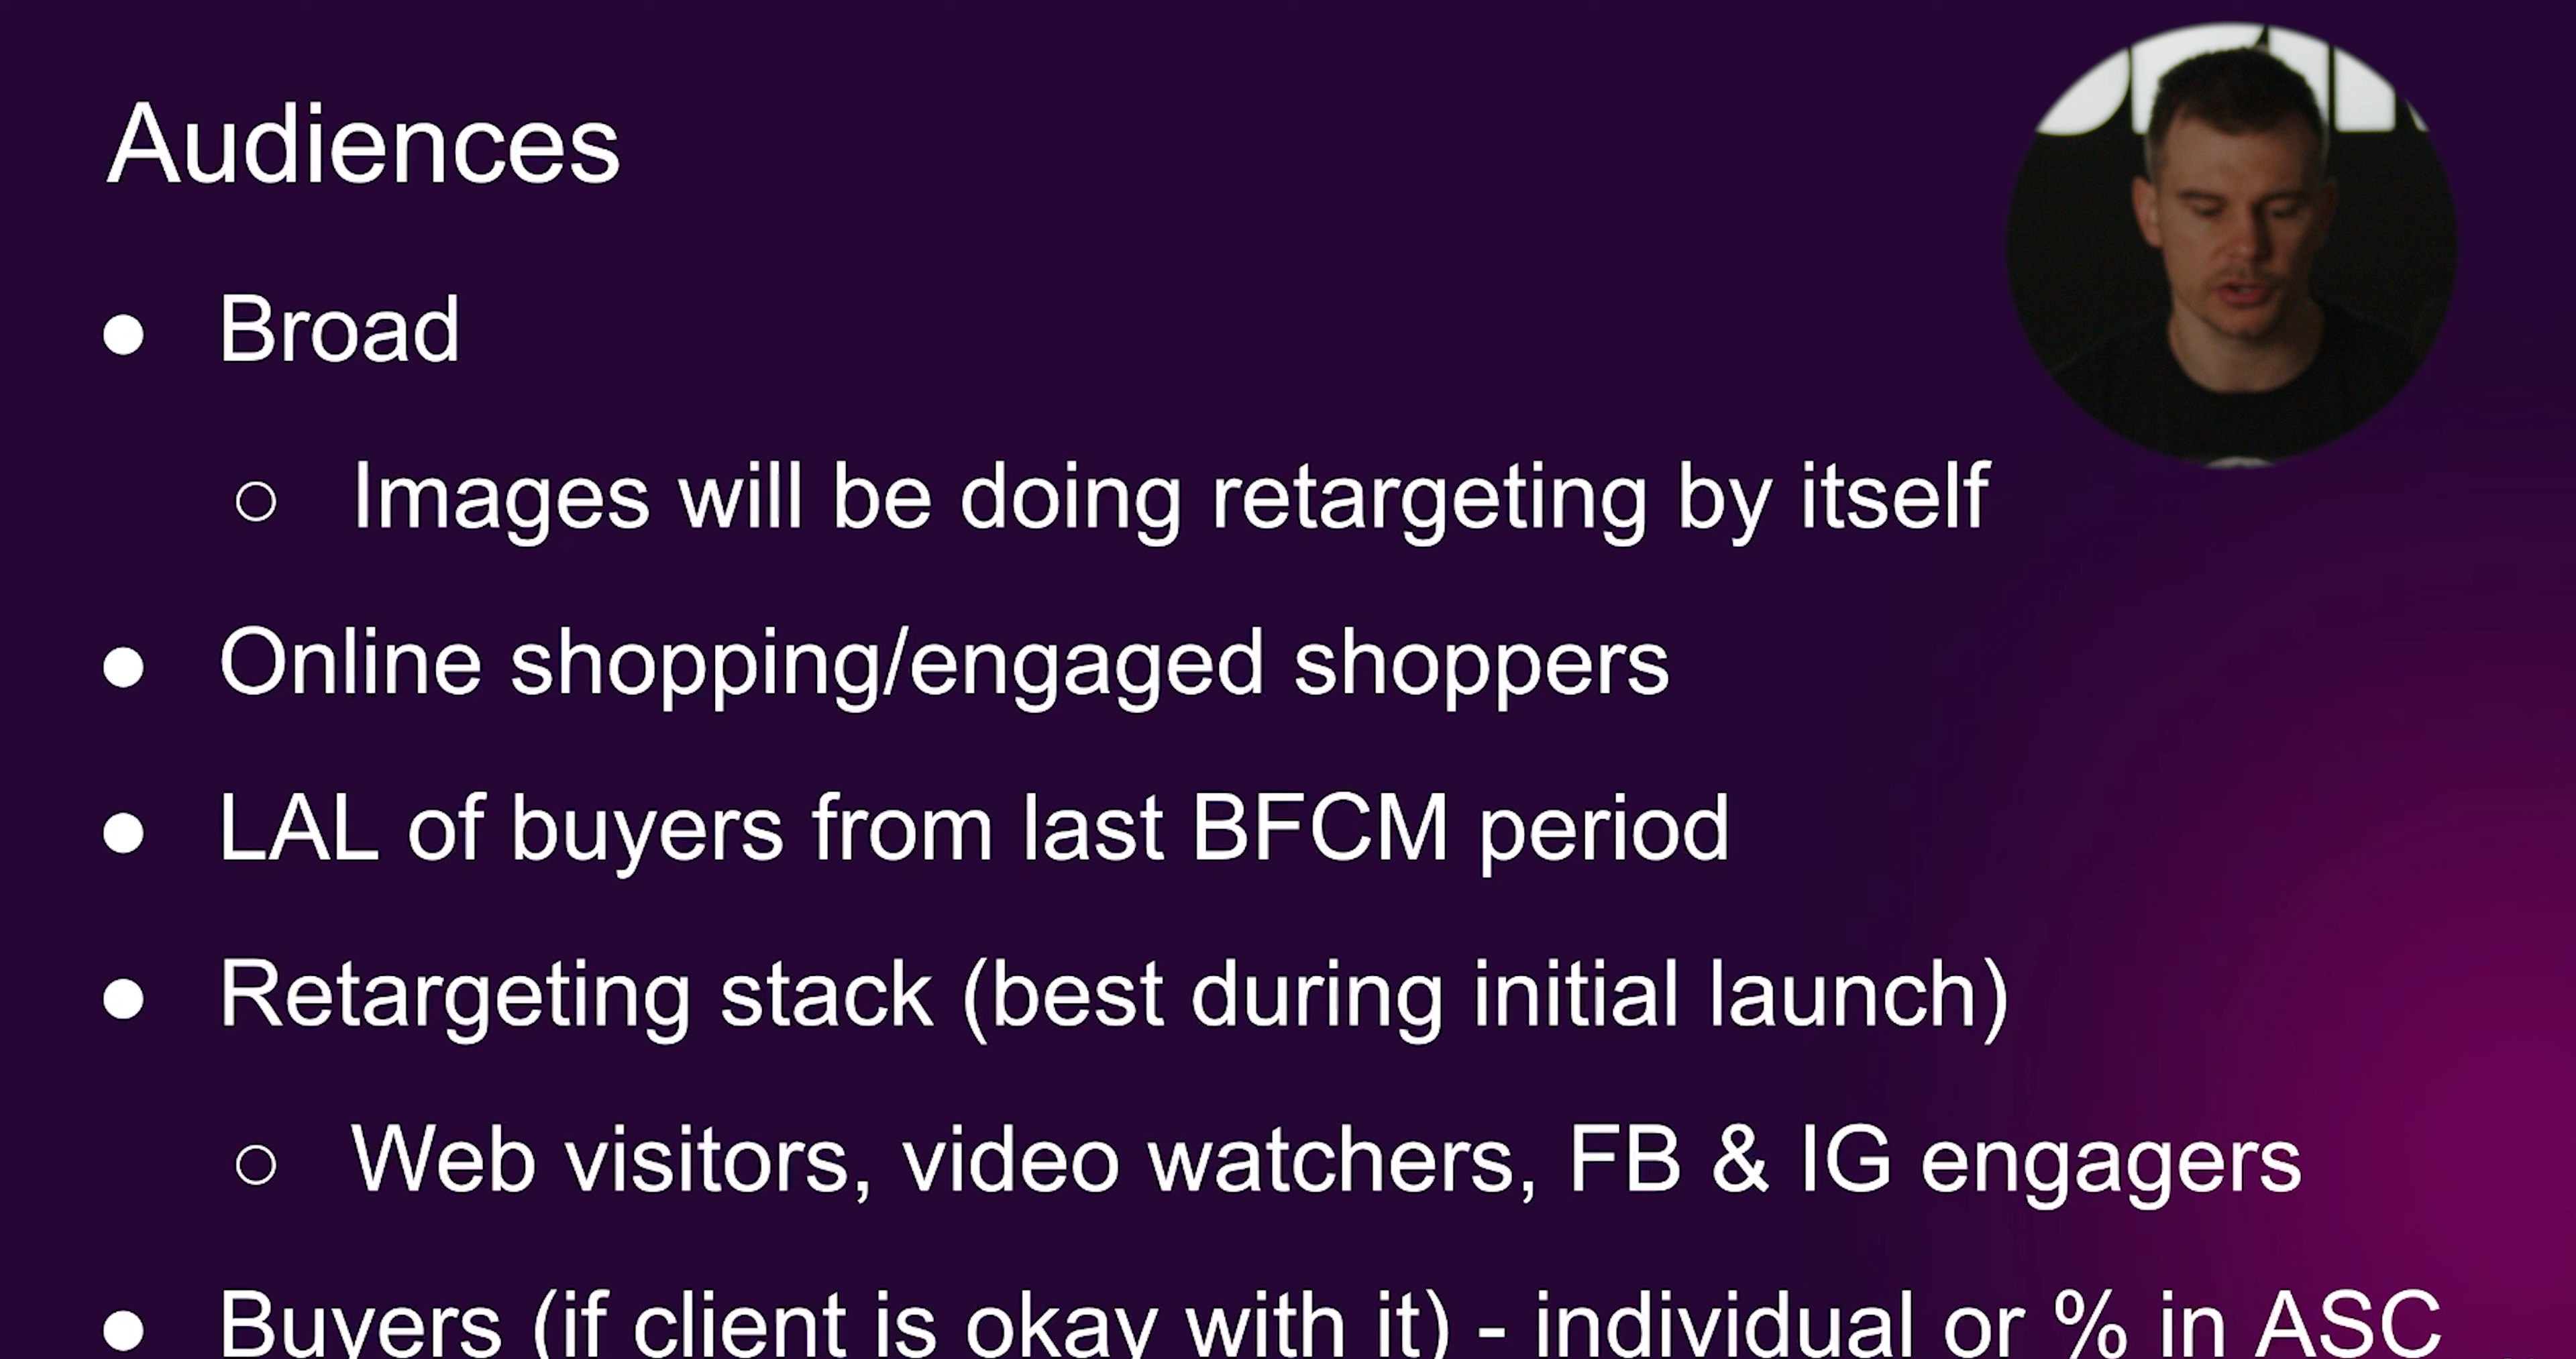 Audiences
● Broad
○ Images will be doing retargeting by itself
● Online shopping/engaged shoppers
● LAL of buyers from last BFCM period
● Retargeting stack (best during initial launch)
○ Web visitors, video watchers, FB & IG engagers
● Buyers (if client is okay with it) - individual or % in ASC